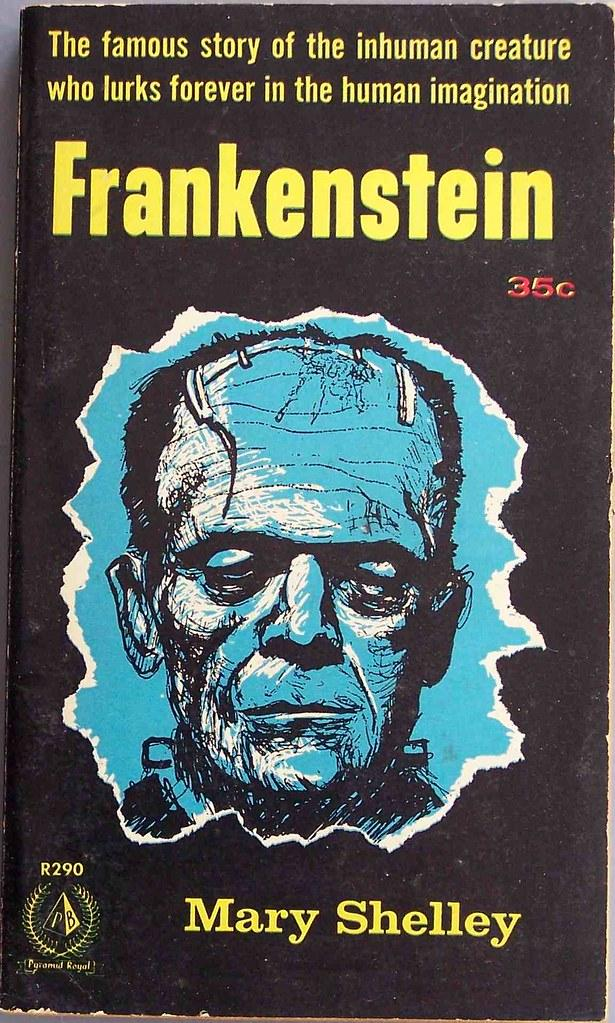 The famous story of the inhuman creature
who lurks forever in the human imagination
Frankenstein
35c
R290
PB
Pyramid Royal
Mary Shelley